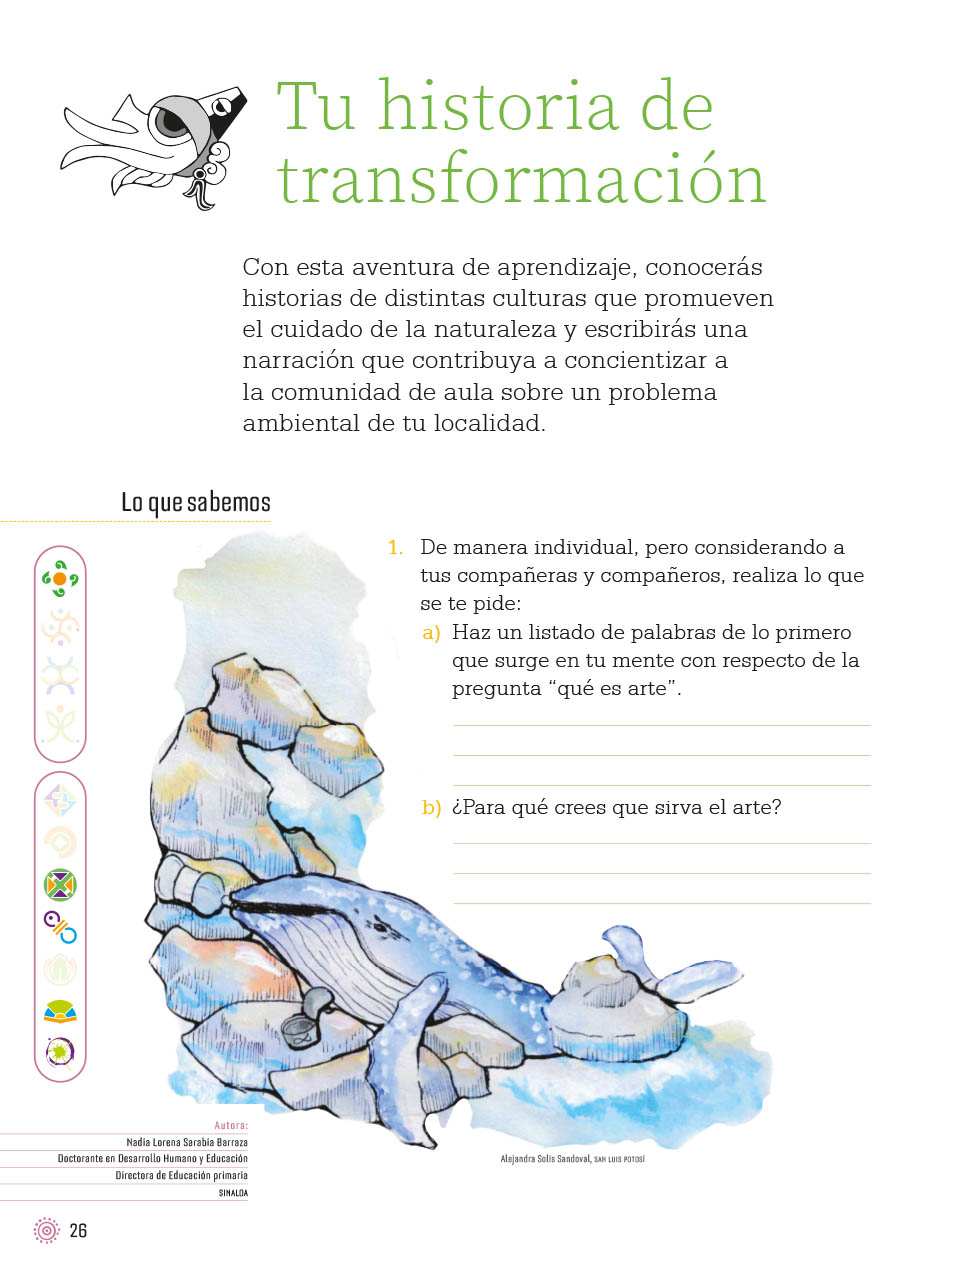 Tu historia de
transformación
Con esta aventura de aprendizaje, conocerás
historias de distintas culturas que promueven
el cuidado de la naturaleza y escribirás una
narración que contribuya a concientizar a
la comunidad de aula sobre un problema
ambiental de tu localidad.
Lo que sabemos
1. De manera individual, pero considerando a
tus compañeras y compañeros, realiza lo que
se te pide:
a) Haz un listado de palabras de lo primero
que surge en tu mente con respecto de la
pregunta “qué es arte”.
b) ¿Para qué crees que sirva el arte?
Autora:
Nadia Lorena Sarabia Barraza
Doctorante en Desarrollo Humano y Educación
Directora de Educación primaria
SINALOA
Alejandra Solis Sandoval, SAN LUIS POTOSÍ
26